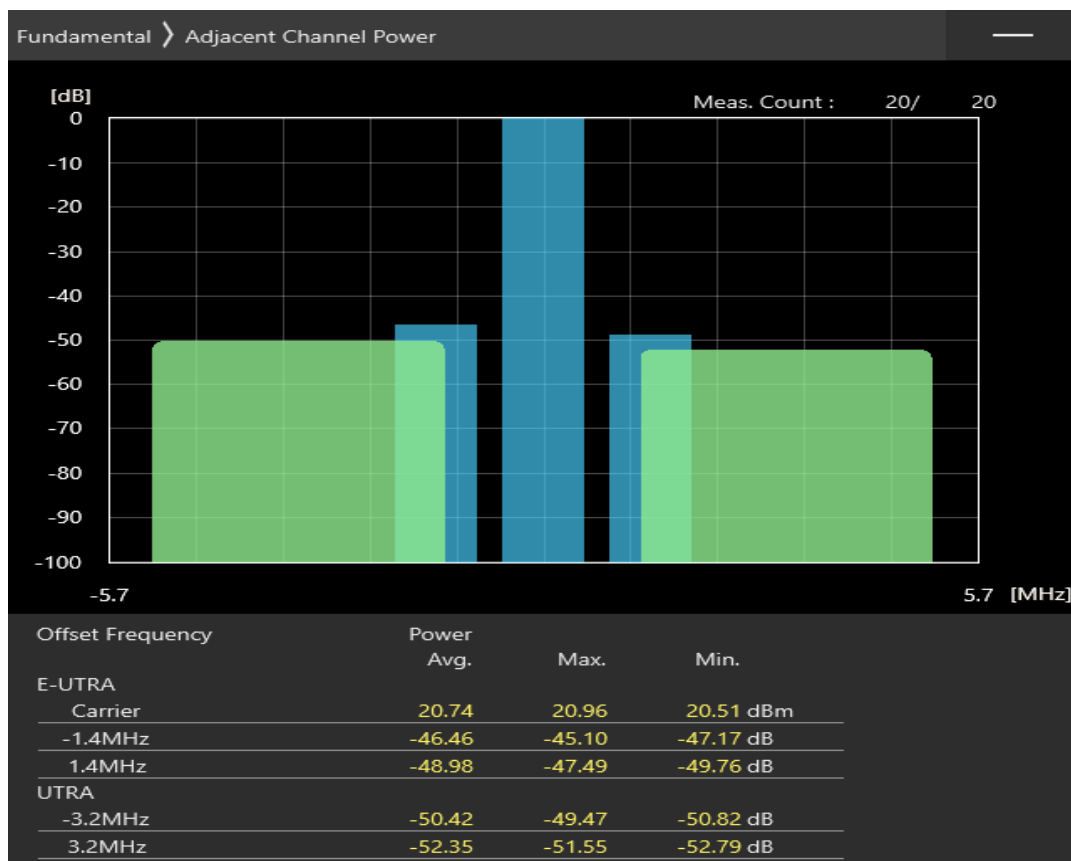 Fundamental ❯ Adjacent Channel Power
[dB]
Meas. Count : 20/ 20
0
-10
-20
-30
-40
-50
-60
-70
-80
-90
-100
-5.7 5.7 [MHz]
Offset Frequency Power
Avg. Max. Min.
E-UTRA
Carrier 20.74 20.96 20.51 dBm
-1.4MHz -46.46 -45.10 -47.17 dB
1.4MHz -48.98 -47.49 -49.76 dB
UTRA
-3.2MHz -50.42 -49.47 -50.82 dB
3.2MHz -52.35 -51.55 -52.79 dB